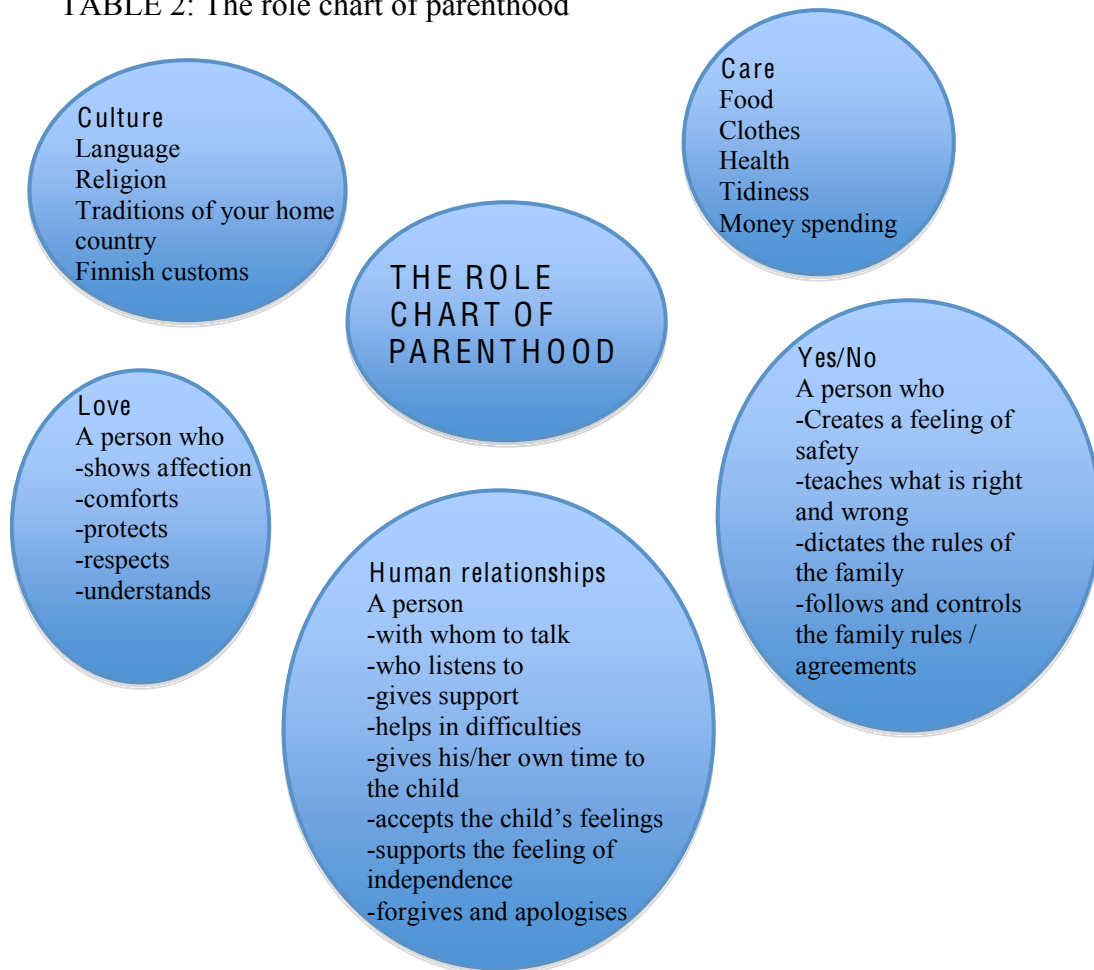 TABLE 2: The role chart of parenthood
Culture
Language
Religion
Traditions of your home
country
Finnish customs
Care
Food
Clothes
Health
Tidiness
Money spending
THE ROLE
CHART OF
PARENTHOOD
Love
A person who
-shows affection
-comforts
-protects
-respects
-understands
Yes/No
A person who
-Creates a feeling of
safety
-teaches what is right
and wrong
-dictates the rules of
the family
-follows and controls
the family rules /
agreements
Human relationships
A person
-with whom to talk
-who listens to
-gives support
-helps in difficulties
-gives his/her own time to
the child
-accepts the child’s feelings
-supports the feeling of
independence
-forgives and apologises